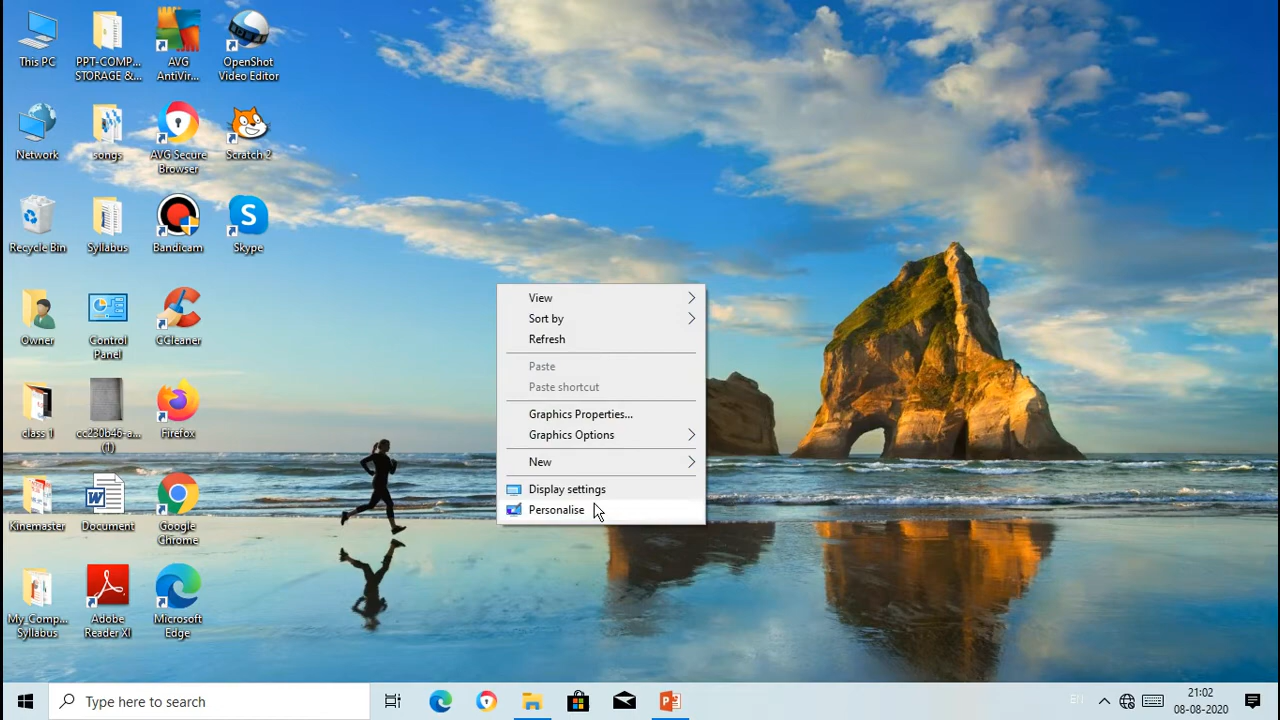 This PC
PPT-COMP...
STORAGE &...
AVG
AntiVir...
OpenShot
Video Editor
Network
songs
AVG Secure
Browser
Scratch 2
Recycle Bin
Syllabus
Bandicam
Skype
Owner
Control
Panel
CCleaner
class 1
cc230b46-a...
(1)
Firefox
Kinemaster
Document
Google
Chrome
My_Comp...
Syllabus
Adobe
Reader XI
Microsoft
Edge
View
Sort by
Refresh
Paste
Paste shortcut
Graphics Properties...
Graphics Options
New
Display settings
Personalise
Type here to search
21:02
08-08-2020